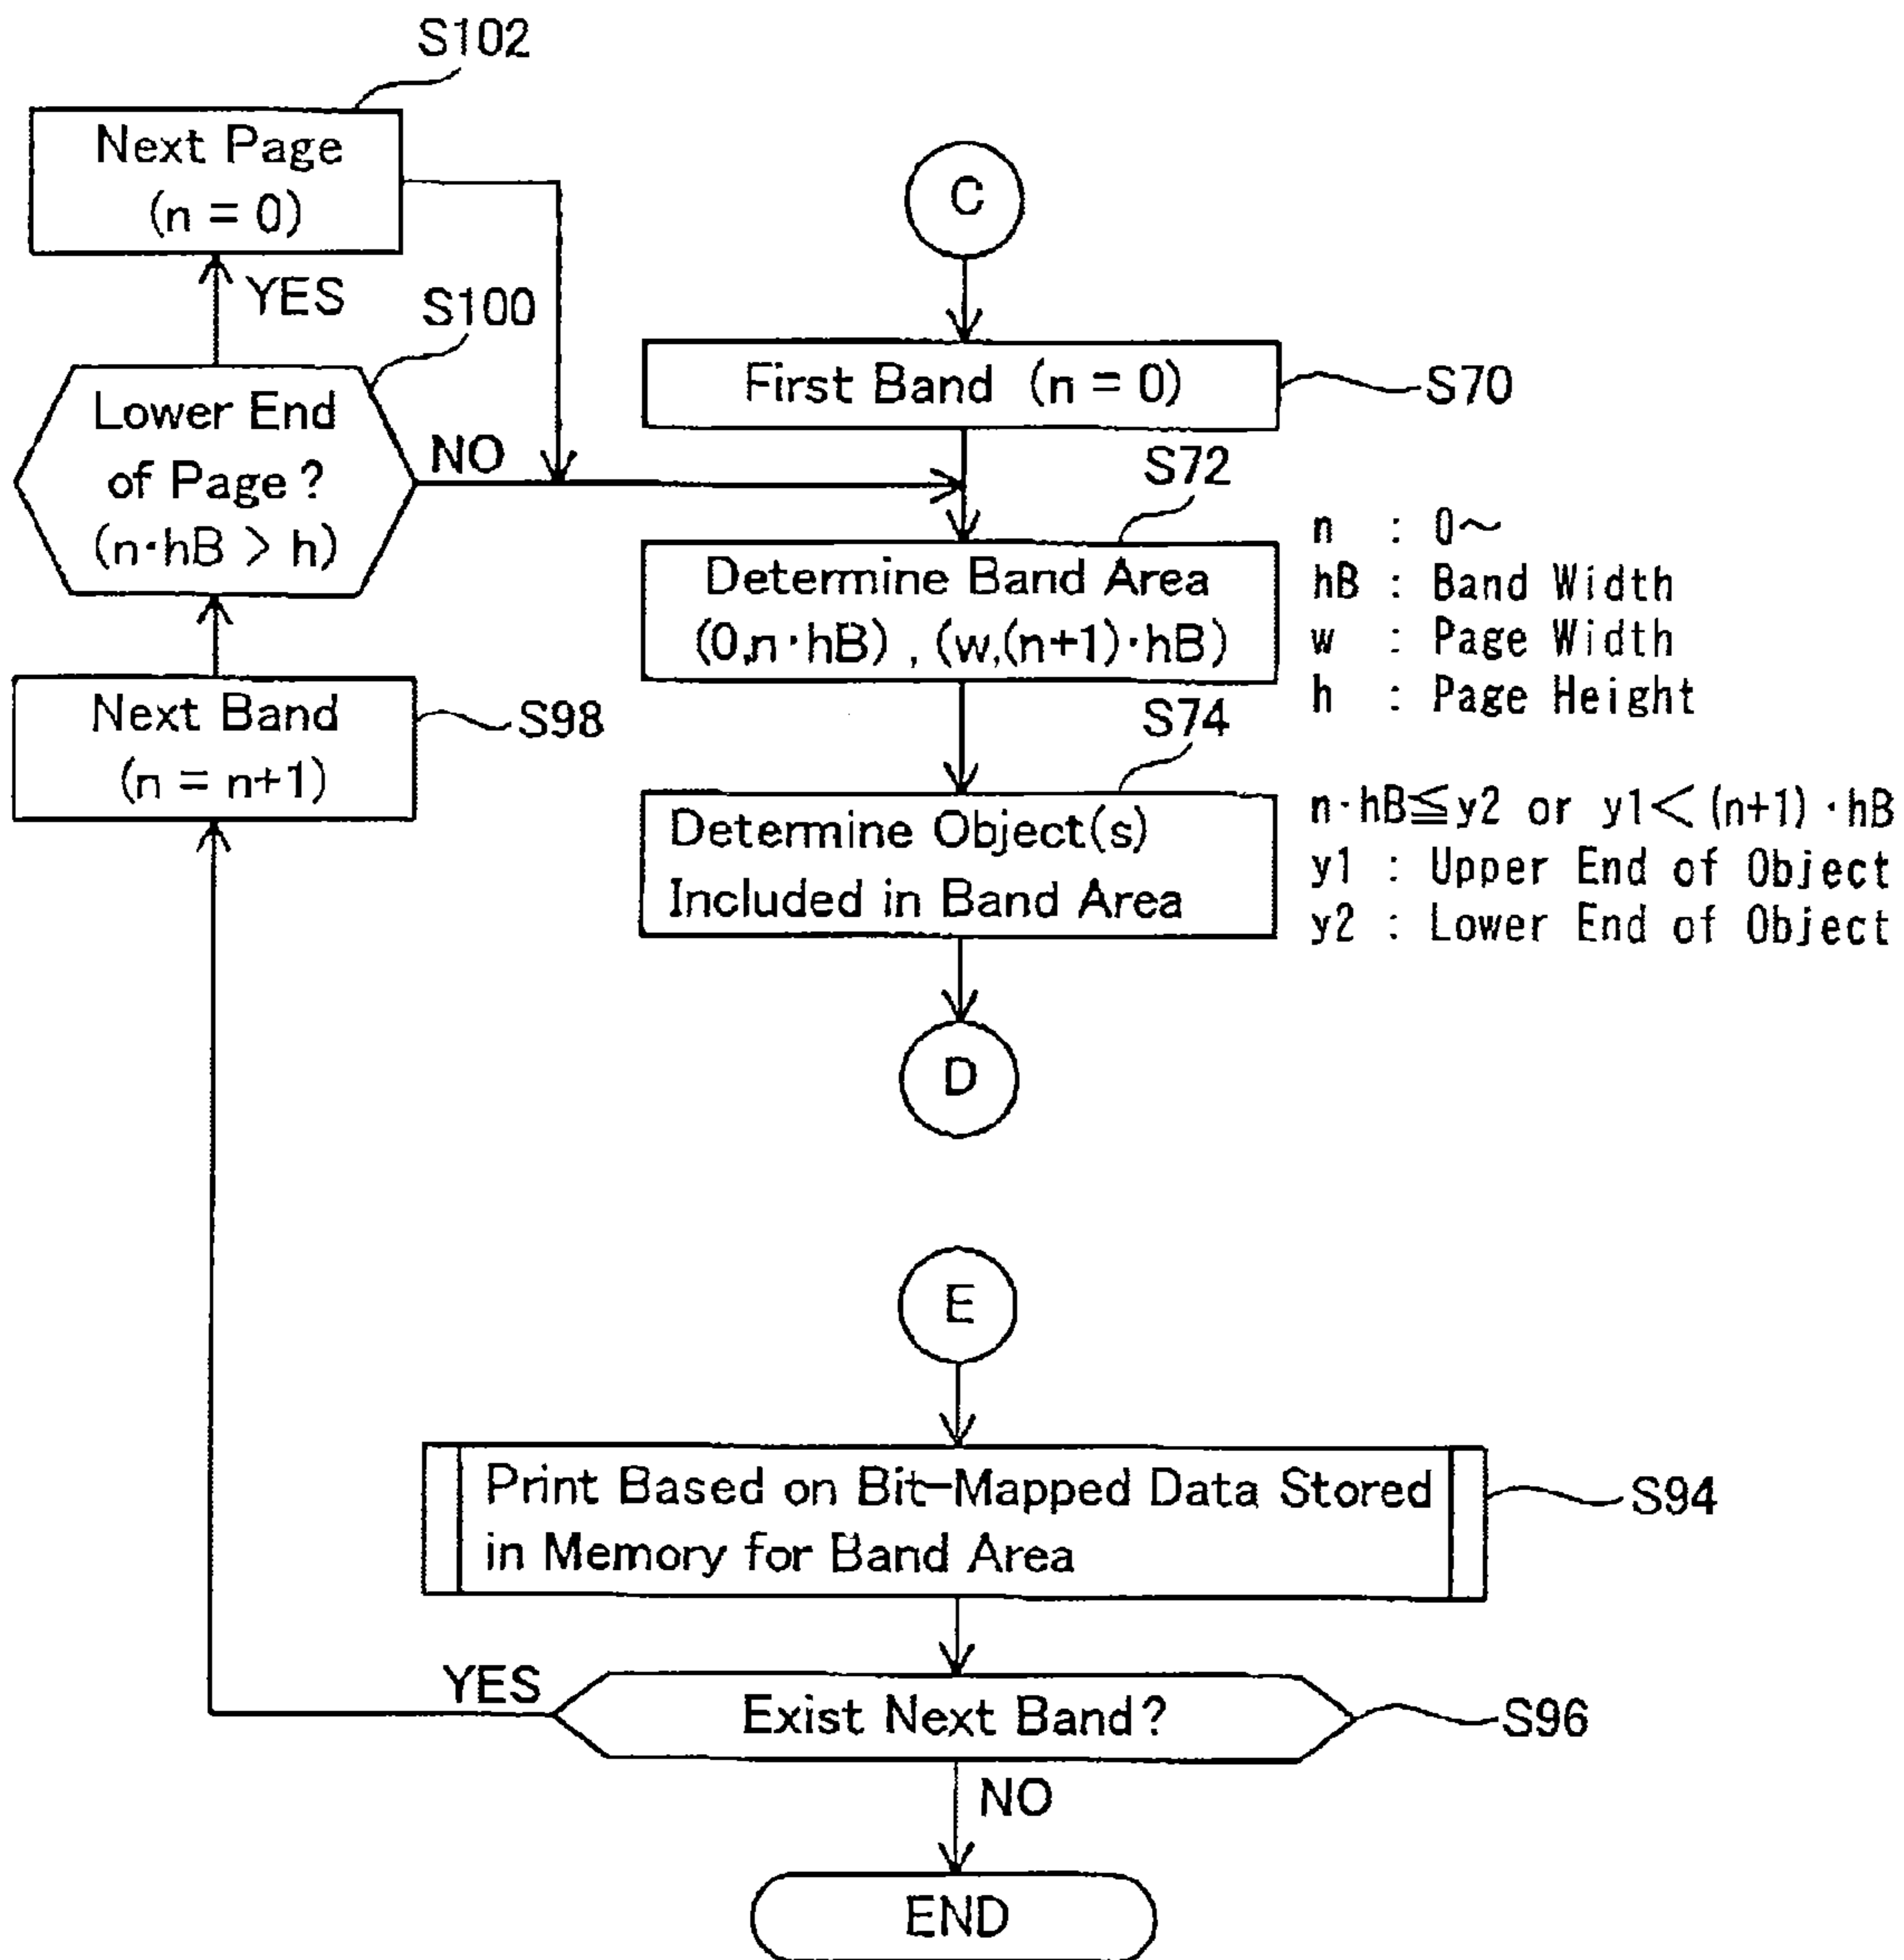 S102
Next Page
(n = 0)
YES
S100
Lower End
of Page?
(n·hB > h)
NO
Next Band
(n = n+1)
S98
C
First Band (n = 0)
S70
S72
Determine Band Area
(0,n·hB) , (w,(n+1)·hB)
n : 0~
hB : Band Width
w : Page Width
h : Page Height
S74
Determine Object(s)
Included in Band Area
n·hB≦y2 or y1<(n+1)·hB
y1 : Upper End of Object
y2 : Lower End of Object
D
E
Print Based on Bit-Mapped Data Stored
in Memory for Band Area
S94
YES
Exist Next Band?
S96
NO
END